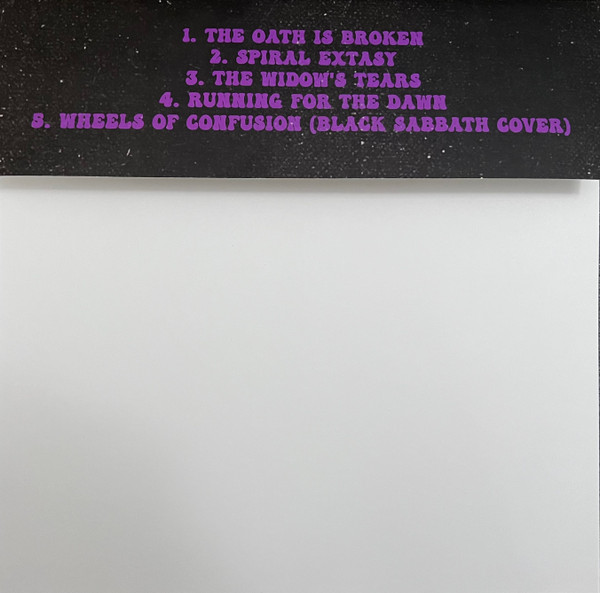 1. THE OATH IS BROKEN
2. SPIRAL EXTASY
3. THE WIDOW'S TEARS
4. RUNNING FOR THE DAWN
5. WHEELS OF CONFUSION (BLACK SABBATH COVER)